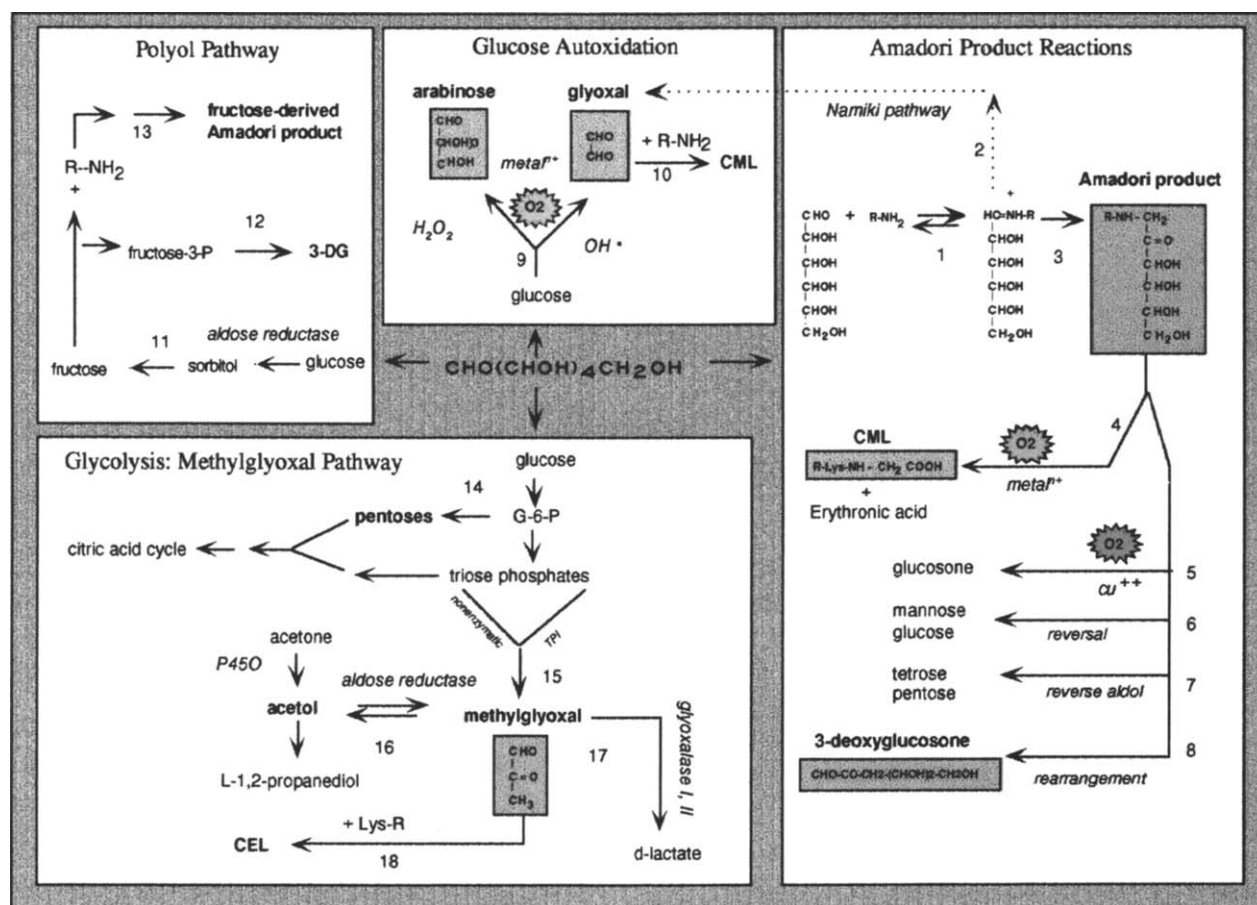 Polyol Pathway
fructose-derived
Amadori product
13
R--NH2
+
12
fructose-3-P
3-DG
11
aldose reductase
fructose
sorbitol
glucose
Glucose Autoxidation
arabinose
glyoxal
CHO
(CHOH)3
CHOH
metal n+
CHO
CHO
+ R-NH2
10
CML
O2
H2O2
OH •
9
glucose
CHO(CHOH)4CH2OH
Amadori Product Reactions
Namiki pathway
2
Amadori product
+
CHO + R-NH2
HC=NH-R
R-NH - CH2
CHOH
CHOH
C=O
1
3
CHOH
CHOH
CHOH
CHOH
CHOH
CHOH
CHOH
CHOH
CHOH
CH2OH
CH2OH
CH2OH
4
CML
O2
R-Lys-NH - CH2 COOH
metal n+
+
Erythronic acid
O2
glucosone
5
cu ++
mannose
glucose
reversal
6
tetrose
pentose
reverse aldol
7
3-deoxyglucosone
8
CHO-CO-CH2-(CHOH)2-CH2OH
rearrangement
Glycolysis: Methylglyoxal Pathway
glucose
14
pentoses
G-6-P
citric acid cycle
triose phosphates
nonenzymatic
TPI
acetone
P450
15
aldose reductase
acetol
methylglyoxal
16
17
glyoxalase I, II
CHO
C=O
CH3
L-1,2-propanediol
+ Lys-R
CEL
18
d-lactate